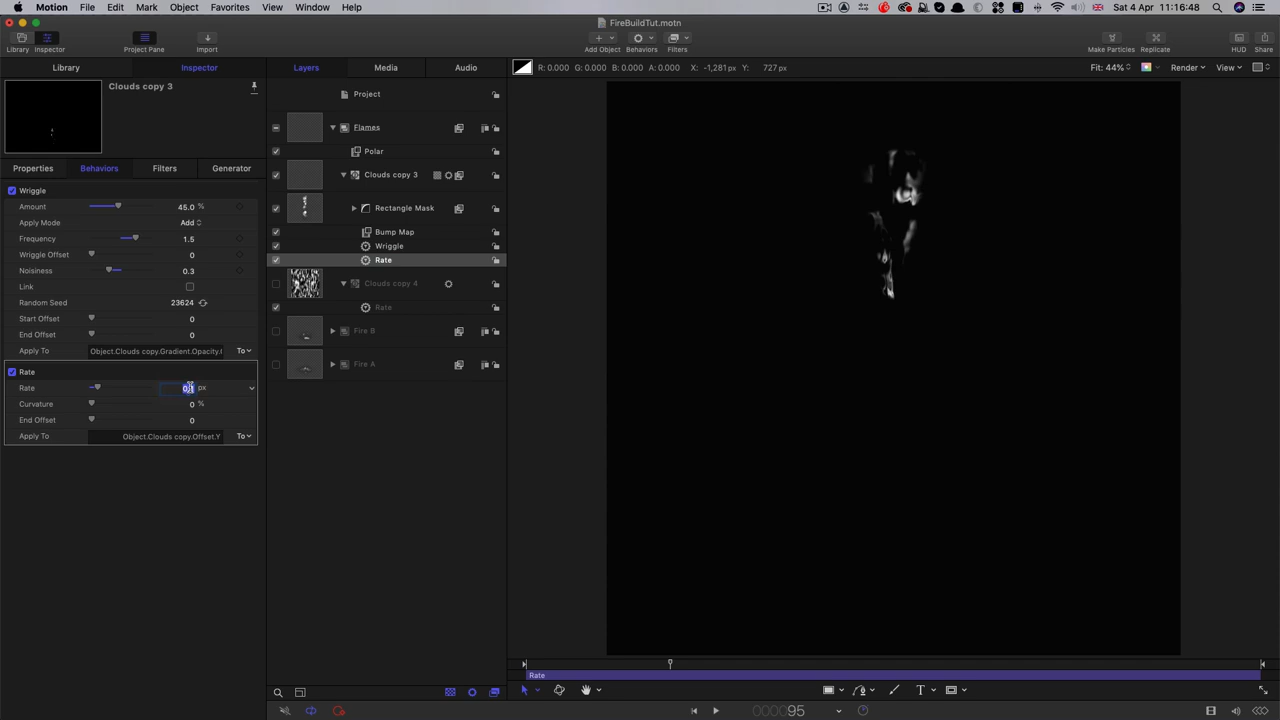 Motion File Edit Mark Object Favorites View Window Help Sat 4 Apr 11:16:48
FireBuildTut.motn
Library Inspector Project Pane Import Add Object Behaviors Filters Make Particles Replicate HUD Share
Library Inspector Layers Media Audio R: 0.000 G: 0.000 B: 0.000 A: 0.000 X: -1,281 px Y: 727 px Fit: 44% Render View
Clouds copy 3
Project
Flames
Polar
Properties Behaviors Filters Generator
Clouds copy 3
Wriggle
Amount 45.0 %
Rectangle Mask
Apply Mode Add
Bump Map
Frequency 1.5
Wriggle
Wriggle Offset 0
Rate
Noisiness 0.3
Link
Clouds copy 4
Random Seed 23624
Rate
Start Offset 0
End Offset 0
Fire B
Apply To Object.Clouds copy.Gradient.Opacity.I To
Fire A
Rate
Rate px
Curvature 0 %
End Offset 0
Apply To Object.Clouds copy.Offset.Y To
Rate
T
000095